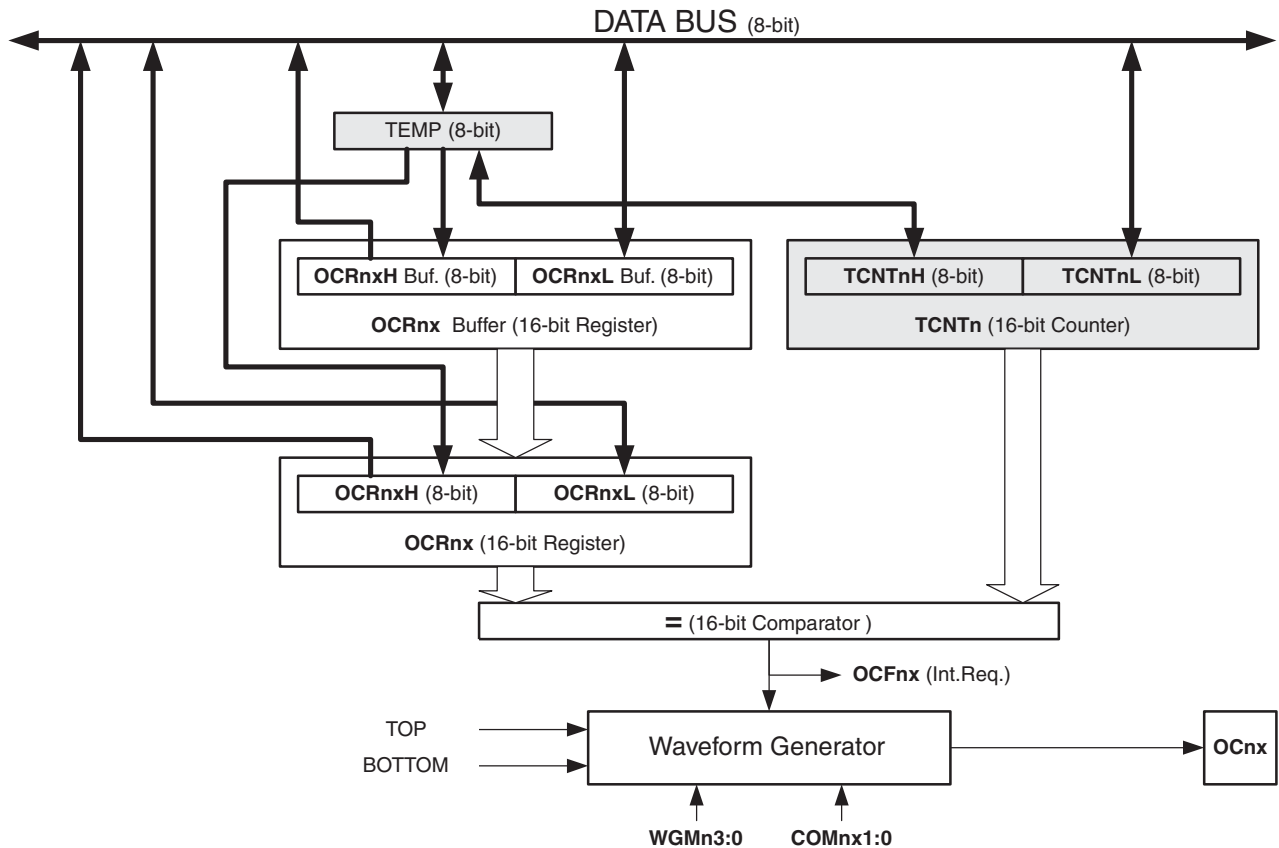 DATA BUS (8-bit)
TEMP (8-bit)
OCRnxH Buf. (8-bit) OCRnxL Buf. (8-bit)
OCRnx Buffer (16-bit Register)
TCNTnH (8-bit) TCNTnL (8-bit)
TCNTn (16-bit Counter)
OCRnxH (8-bit) OCRnxL (8-bit)
OCRnx (16-bit Register)
= (16-bit Comparator )
OCFnx (Int.Req.)
TOP
BOTTOM
Waveform Generator
OCnx
WGMn3:0 COMnx1:0